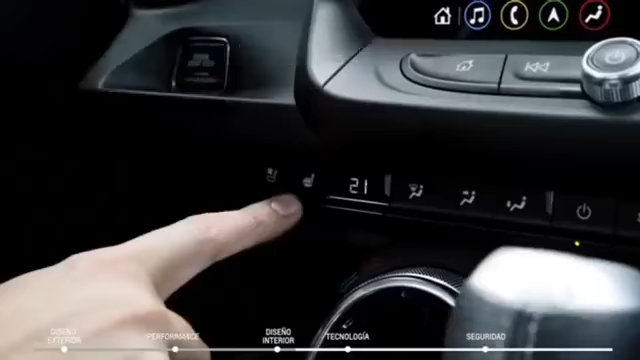 21
DISEÑO
EXTERIOR
PERFORMANCE
DISEÑO
INTERIOR
TECNOLOGÍA
SEGURIDAD